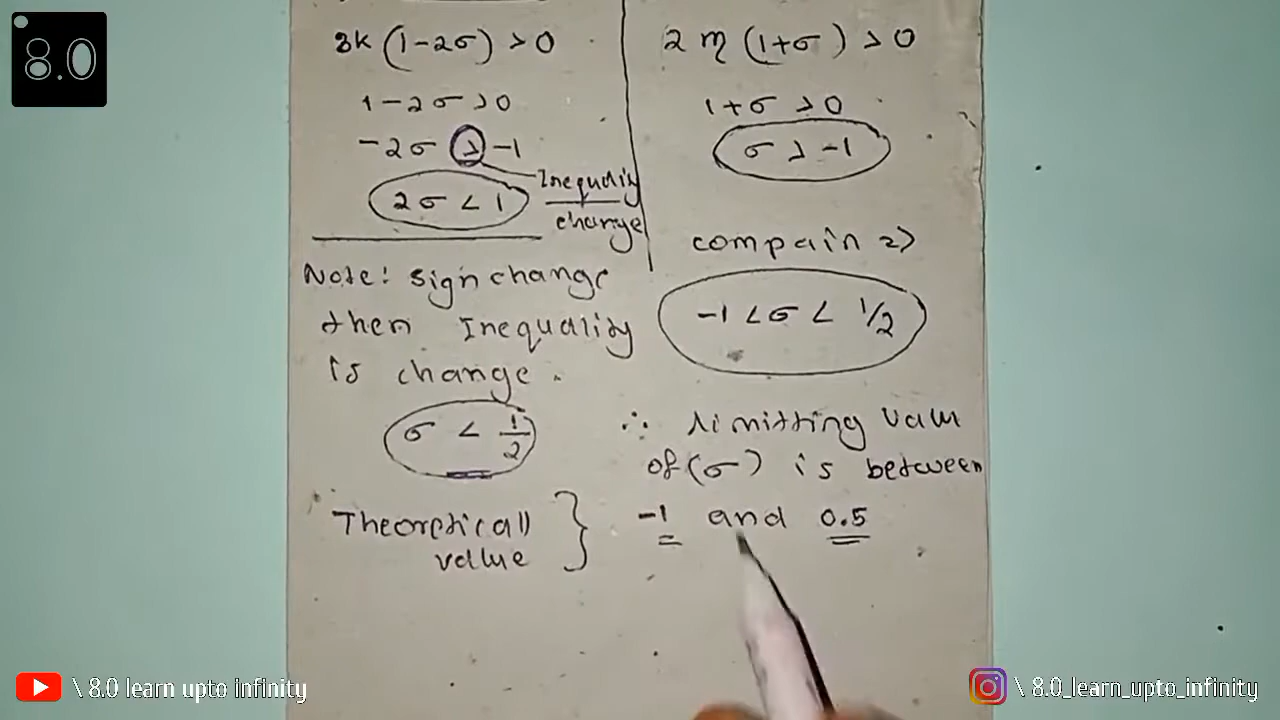 8.0
3k (1-2σ) > 0
1-2σ > 0
-2σ > -1
Inequality
change
2σ < 1
Note: sign change
then Inequality
is change.
σ < 1/2
Theoretical
value
2 η (1+σ) > 0
1+σ > 0
σ > -1
compain =>
-1 < σ < 1/2
∴ limitting valu
of (σ) is between
-1 and 0.5
\ 8.0 learn upto infinity
\ 8.0_learn_upto_infinity